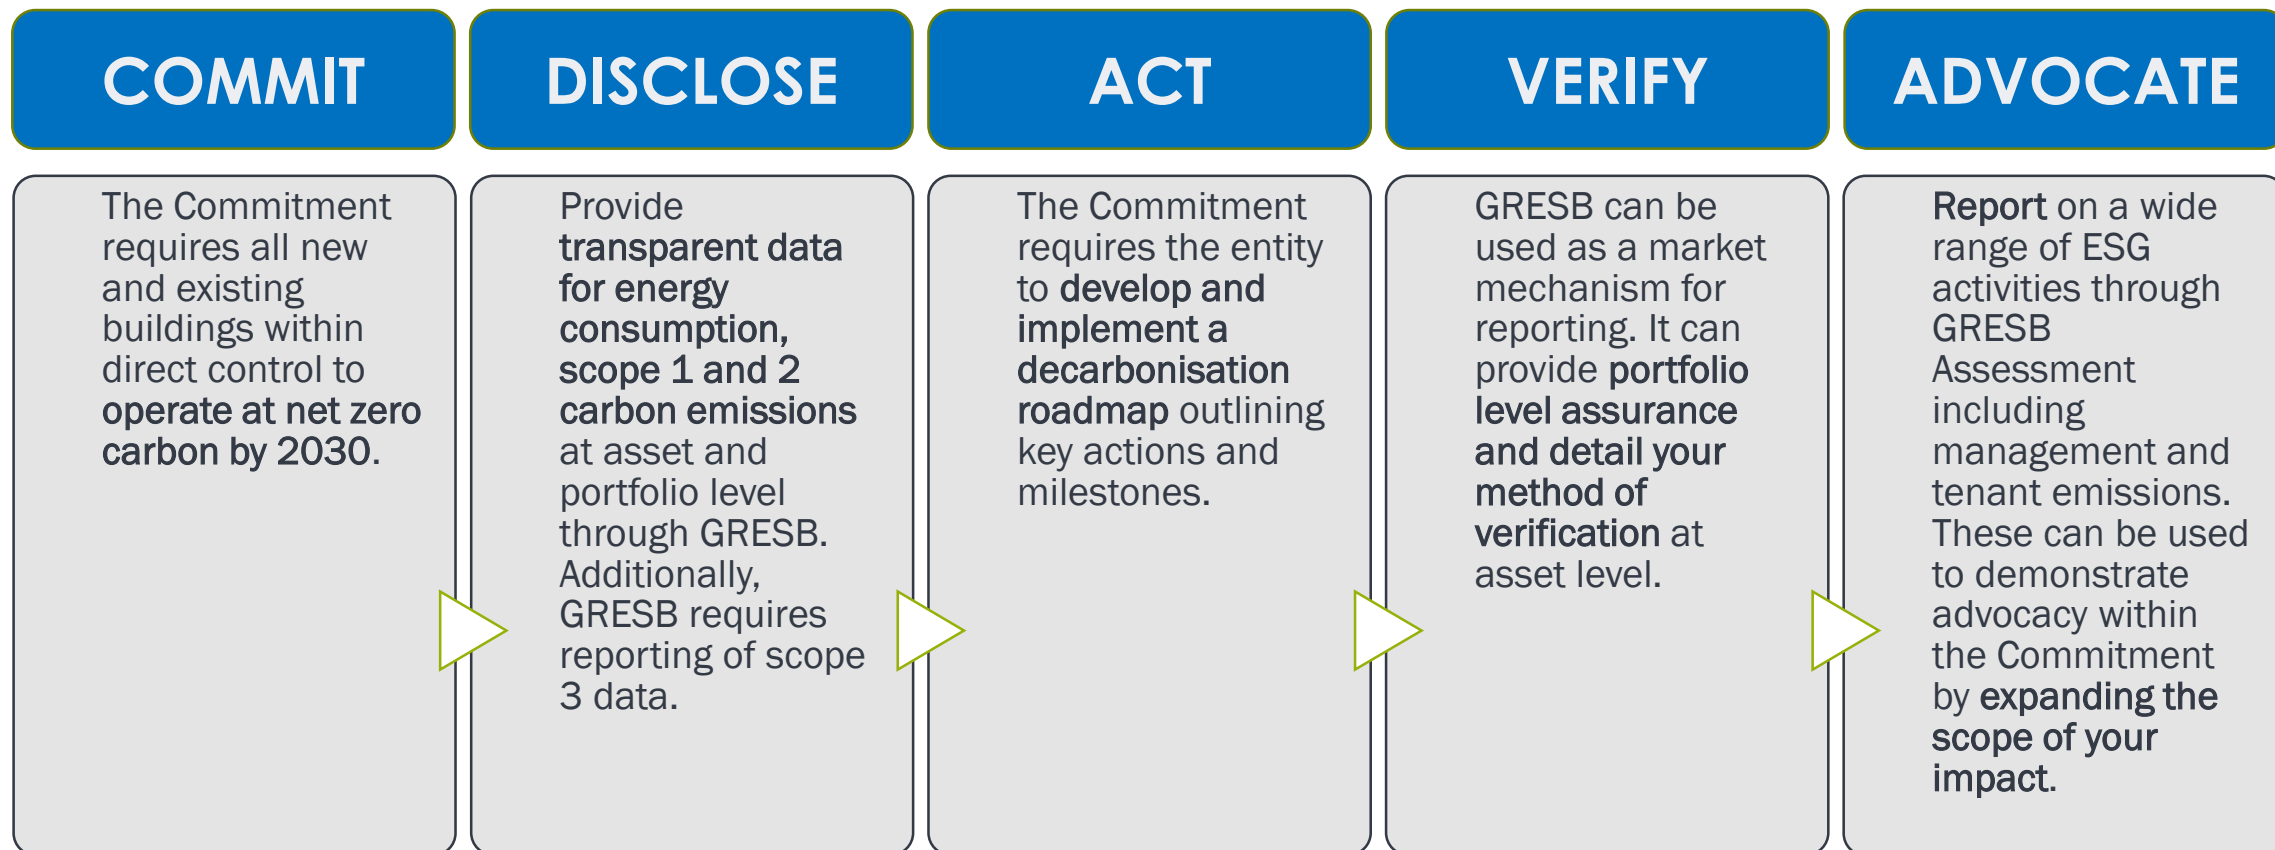 COMMIT
The Commitment
requires all new
and existing
buildings within
direct control to
operate at net zero
carbon by 2030.
DISCLOSE
Provide
transparent data
for energy
consumption,
scope 1 and 2
carbon emissions
at asset and
portfolio level
through GRESB.
Additionally,
GRESB requires
reporting of scope
3 data.
ACT
The Commitment
requires the entity
to develop and
implement a
decarbonisation
roadmap outlining
key actions and
milestones.
VERIFY
GRESB can be
used as a market
mechanism for
reporting. It can
provide portfolio
level assurance
and detail your
method of
verification at
asset level.
ADVOCATE
Report on a wide
range of ESG
activities through
GRESB
Assessment
including
management and
tenant emissions.
These can be used
to demonstrate
advocacy within
the Commitment
by expanding the
scope of your
impact.